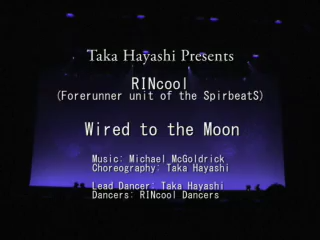 Taka Hayashi Presents
RINcool
(Forerunner unit of the SpirbeatS)
Wired to the Moon
Music: Michael McGoldrick
Choreography: Taka Hayashi
Lead Dancer: Taka Hayashi
Dancers: RINcool Dancers